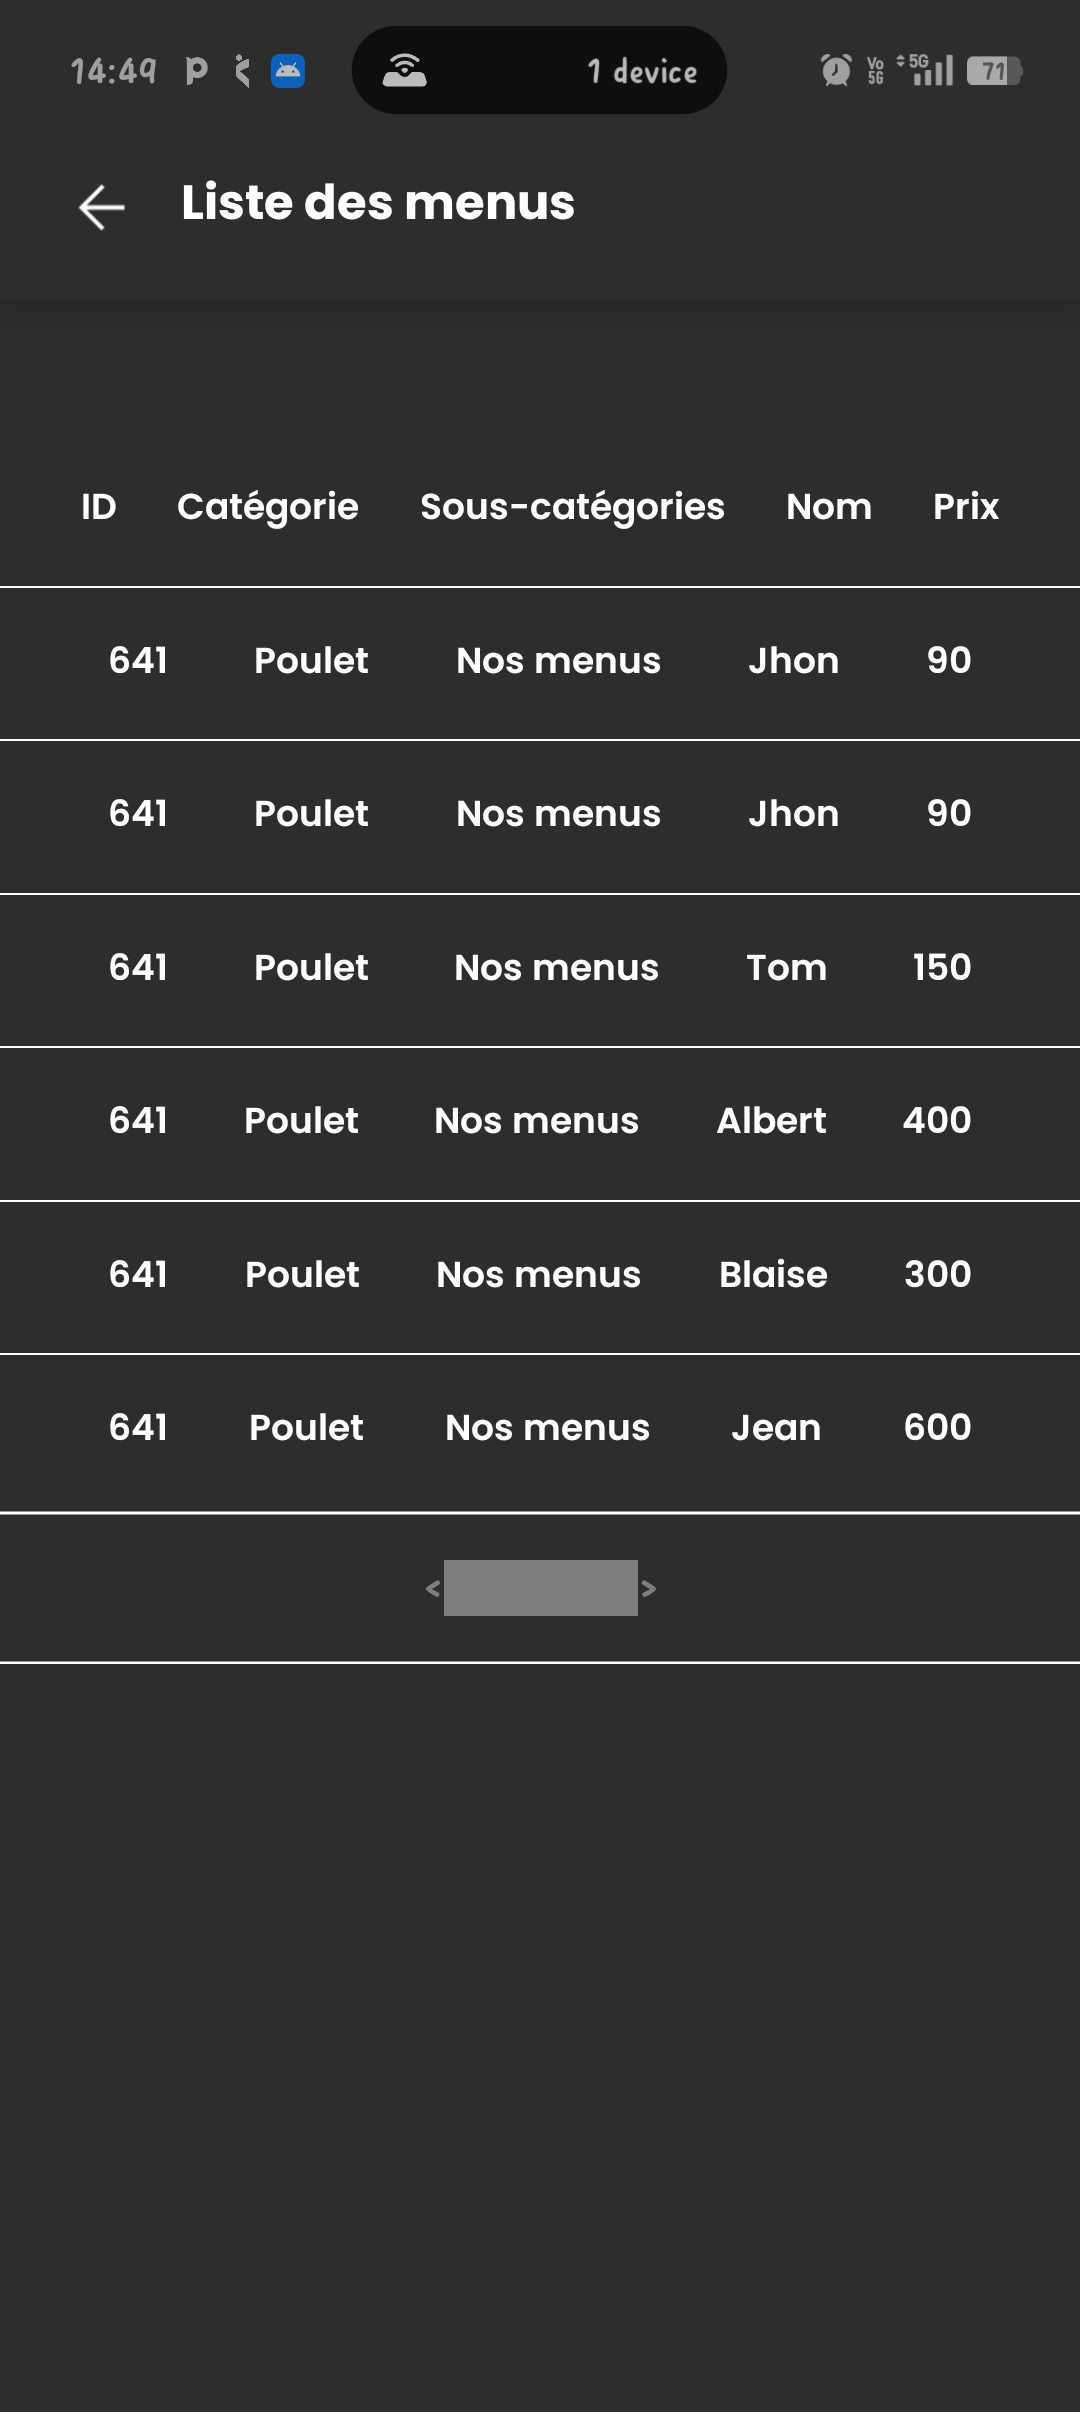 14:49 1 device Vo 5G 5G 71
Liste des menus
ID Catégorie Sous-catégories Nom Prix
641 Poulet Nos menus Jhon 90
641 Poulet Nos menus Jhon 90
641 Poulet Nos menus Tom 150
641 Poulet Nos menus Albert 400
641 Poulet Nos menus Blaise 300
641 Poulet Nos menus Jean 600
< >